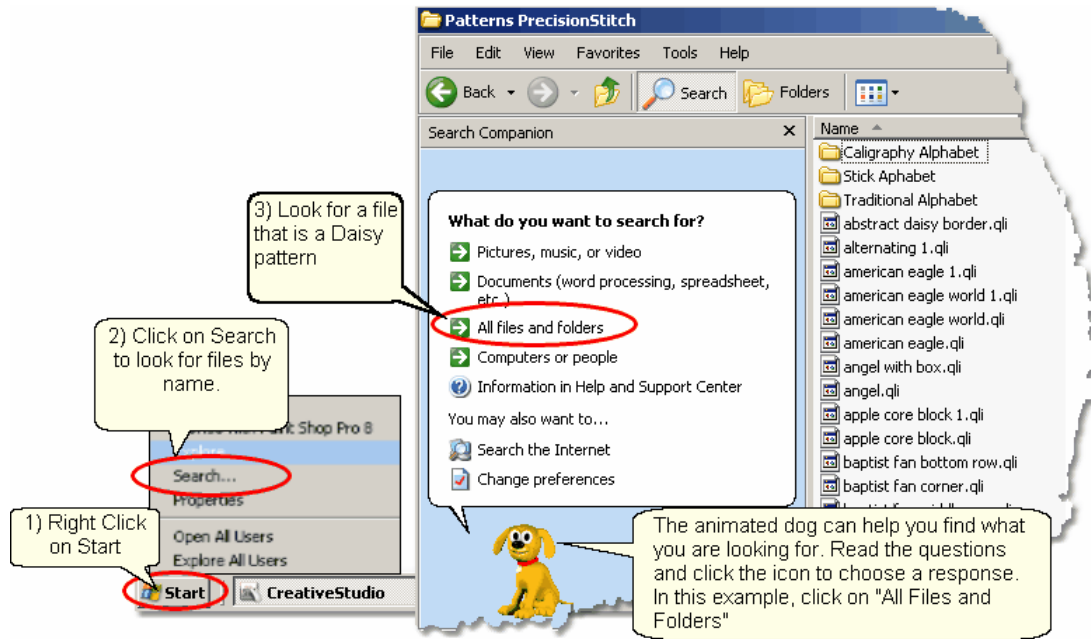 Patterns PrecisionStitch
File Edit View Favorites Tools Help
Back Search Folders
Search Companion
Name
Caligraphy Alphabet
Stick Aphabet
Traditional Alphabet
abstract daisy border.qli
alternating 1.qli
american eagle 1.qli
american eagle world 1.qli
american eagle world.qli
american eagle.qli
angel with box.qli
angel.qli
apple core block 1.qli
apple core block.qli
baptist fan bottom row.qli
baptist fan corner.qli
3) Look for a file
that is a Daisy
pattern
What do you want to search for?
Pictures, music, or video
Documents (word processing, spreadsheet,
etc.)
All files and folders
Computers or people
Information in Help and Support Center
You may also want to...
Search the Internet
Change preferences
2) Click on Search
to look for files by
name.
Paint Shop Pro 8
Search...
Properties
Open All Users
Explore All Users
1) Right Click
on Start
Start CreativeStudio
The animated dog can help you find what
you are looking for. Read the questions
and click the icon to choose a response.
In this example, click on "All Files and
Folders"